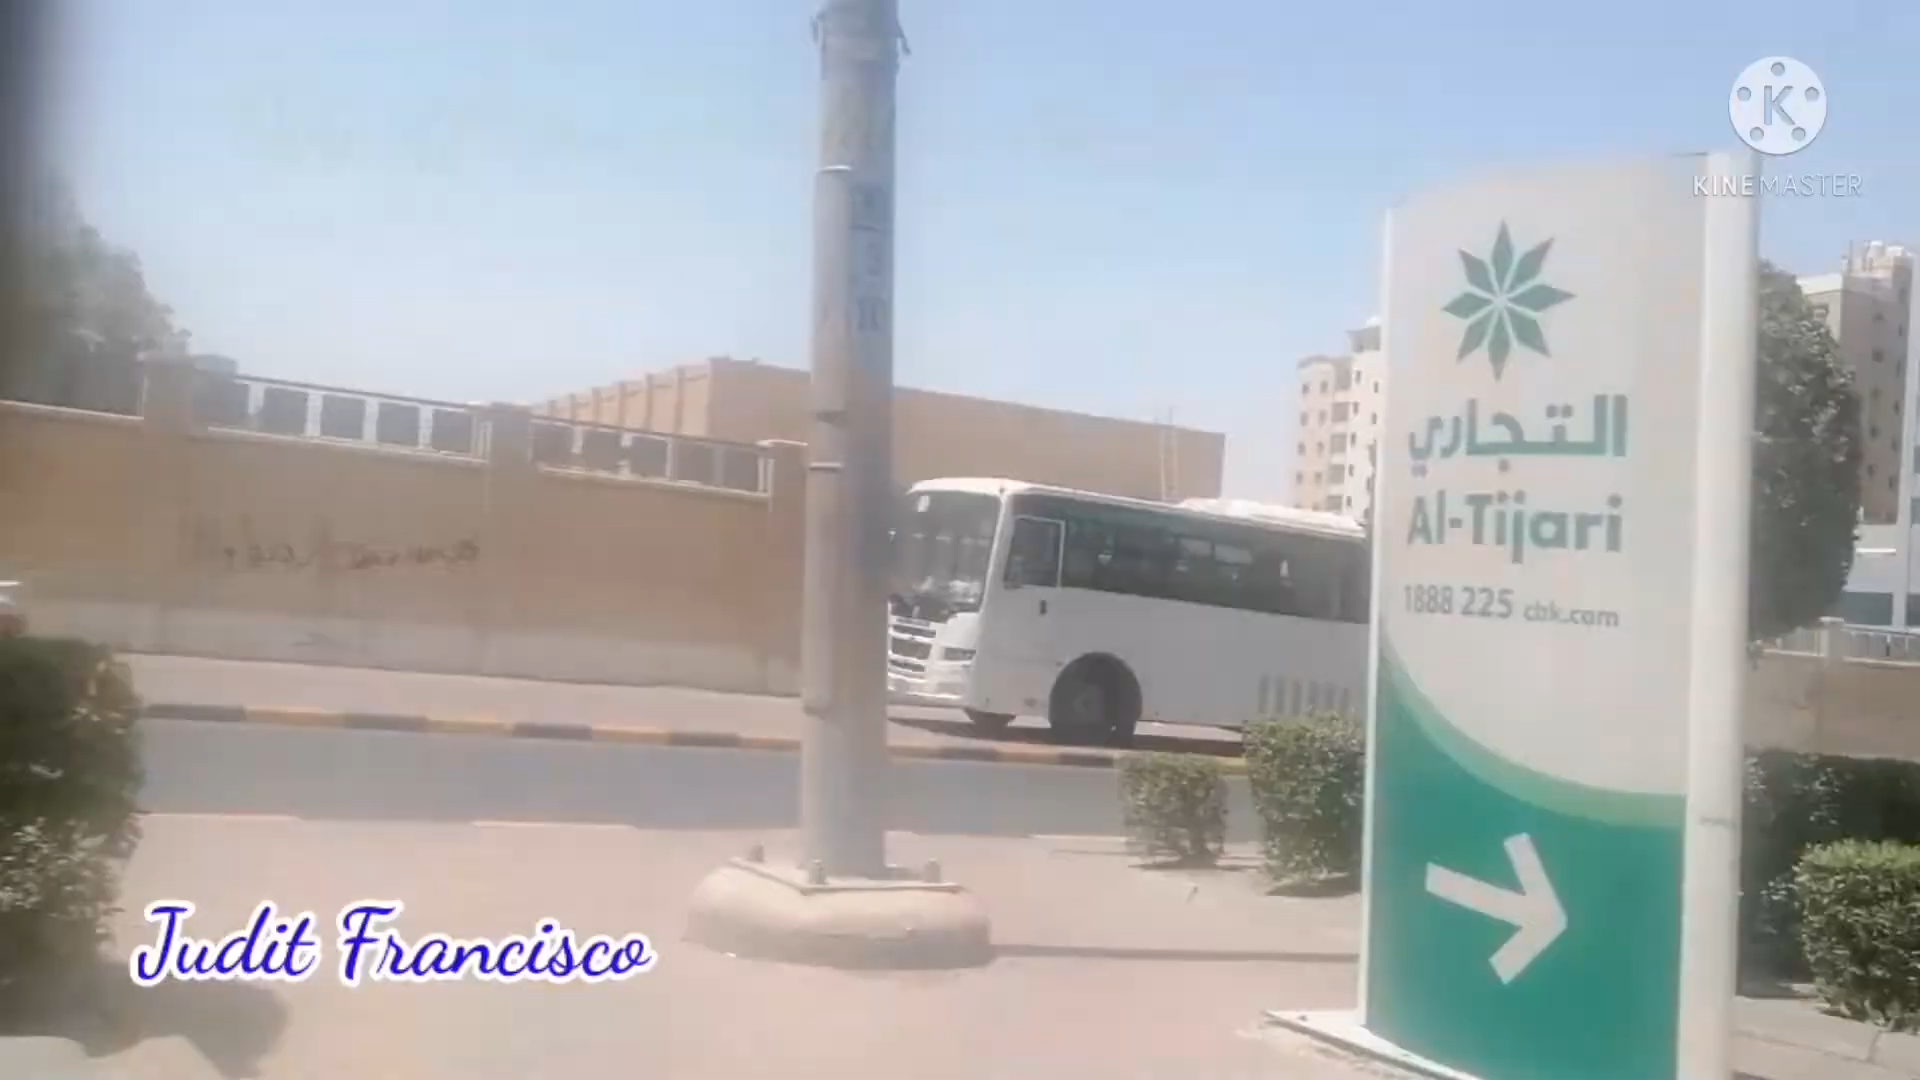 KINEMASTER
التجاري
Al-Tijari
1888 225 cbk.com
Judit Francisco